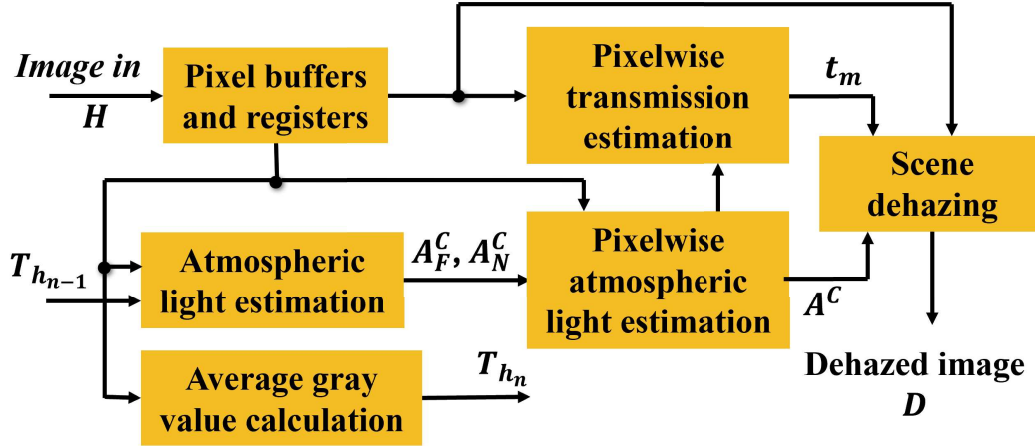 Image in
H
Pixel buffers
and registers
Pixelwise
transmission
estimation
t_m
Scene
dehazing
T_{h_{n-1}}
Atmospheric
light estimation
A_F^C, A_N^C
Pixelwise
atmospheric
light estimation
A^C
Average gray
value calculation
T_{h_n}
Dehazed image
D